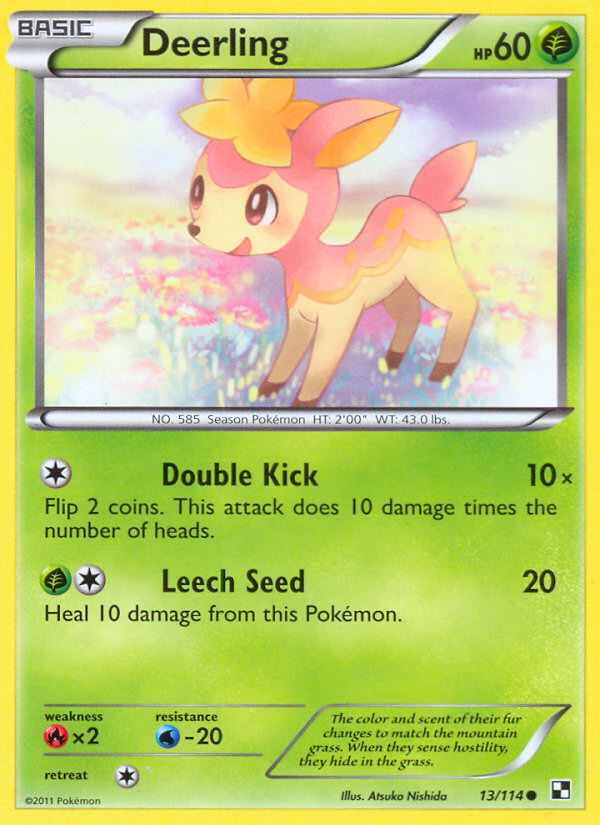 BASIC
Deerling
HP60
NO. 585 Season Pokémon HT: 2'00" WT: 43.0 lbs.
Double Kick 10×
Flip 2 coins. This attack does 10 damage times the
number of heads.
Leech Seed 20
Heal 10 damage from this Pokémon.
weakness
×2
resistance
-20
retreat
The color and scent of their fur
changes to match the mountain
grass. When they sense hostility,
they hide in the grass.
©2011 Pokémon
Illus. Atsuko Nishida
13/114